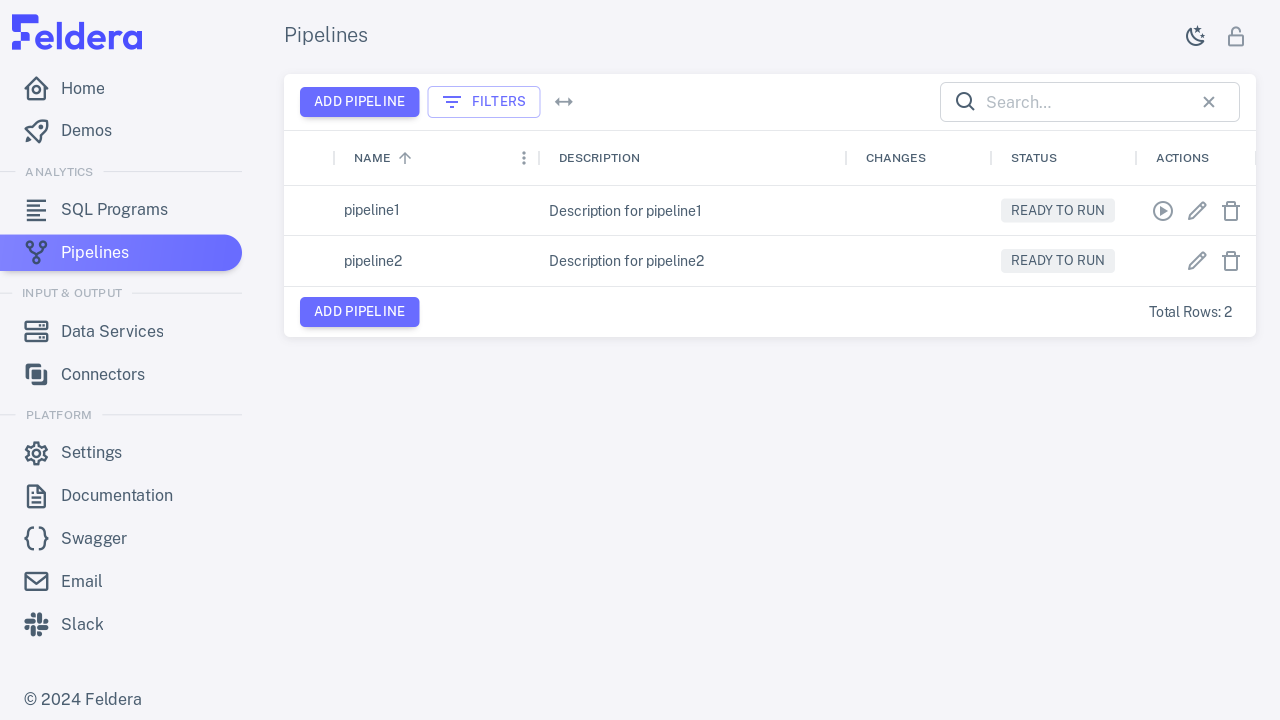 Feldera
Home
Demos
ANALYTICS
SQL Programs
Pipelines
INPUT & OUTPUT
Data Services
Connectors
PLATFORM
Settings
Documentation
Swagger
Email
Slack
© 2024 Feldera
Pipelines
ADD PIPELINE
FILTERS
Search...
NAME
DESCRIPTION
CHANGES
STATUS
ACTIONS
pipeline1
Description for pipeline1
READY TO RUN
pipeline2
Description for pipeline2
READY TO RUN
ADD PIPELINE
Total Rows: 2